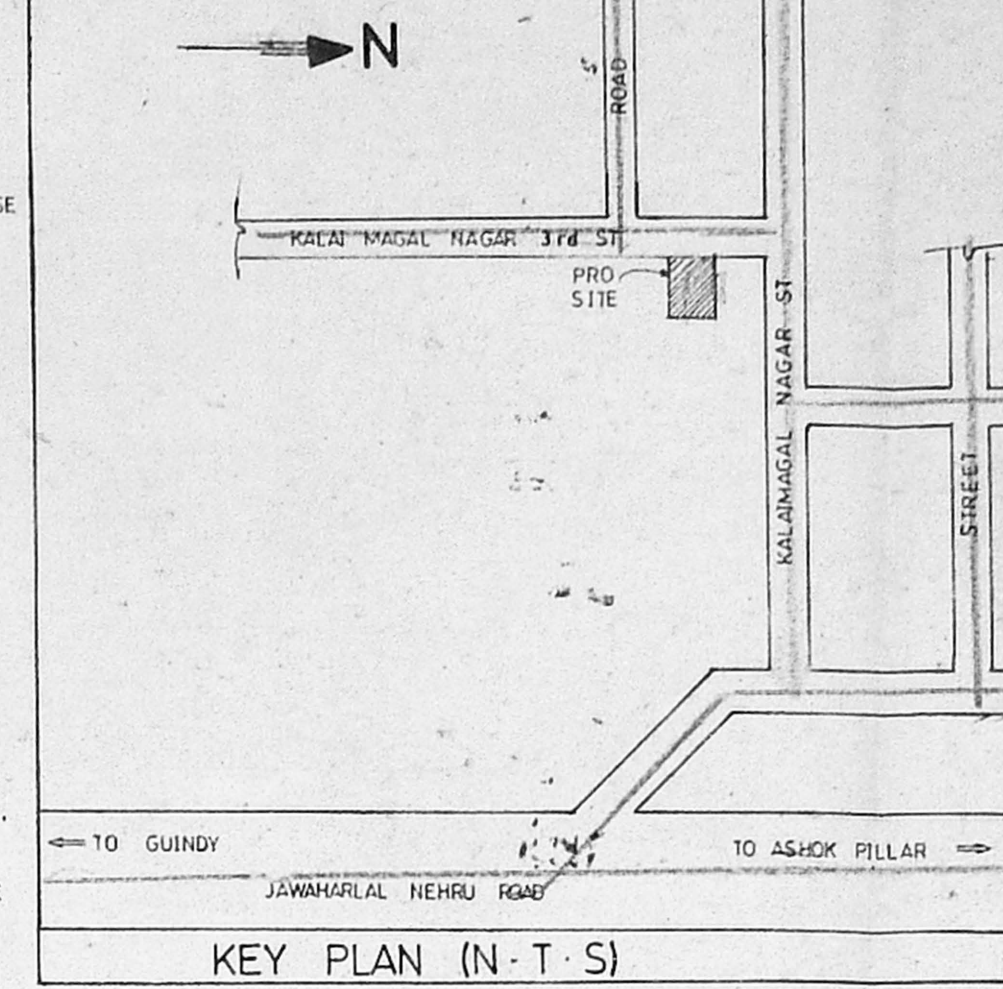 N
SE
S
ROAD
KALAI MAGAL NAGAR 3rd ST
PRO
SITE
KALAIMAGAL NAGAR ST
STREET
⇐ TO GUINDY
TO ASHOK PILLAR ⇒
JAWAHARLAL NEHRU ROAD
KEY PLAN (N·T·S)